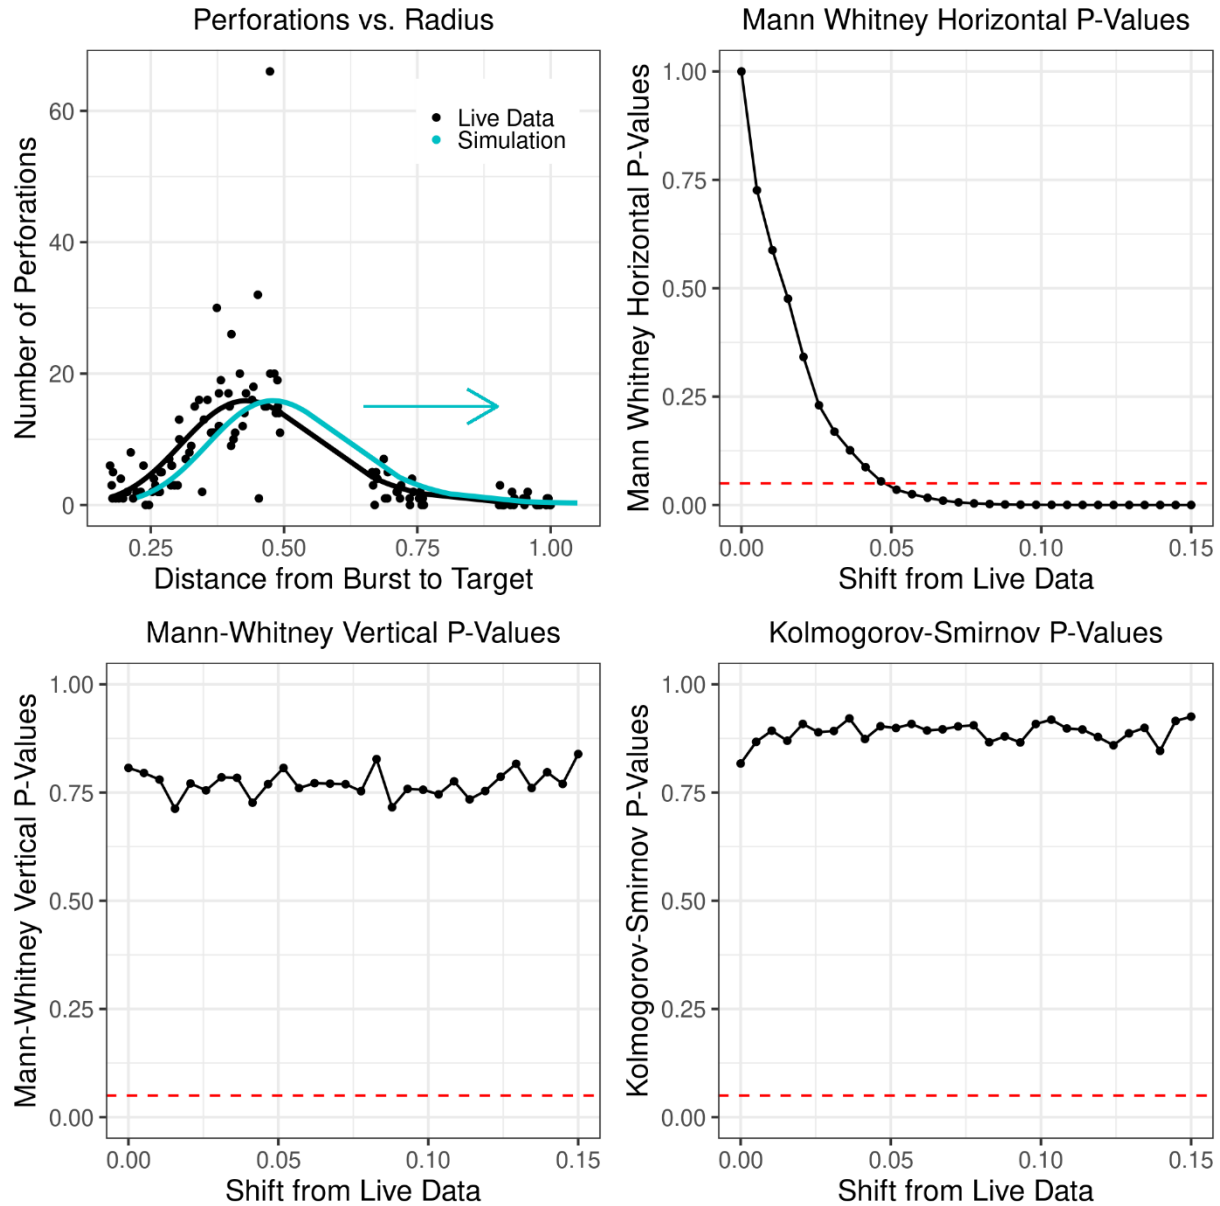 Perforations vs. Radius
Number of Perforations
60
40
20
0
Live Data
Simulation
0.25 0.50 0.75 1.00
Distance from Burst to Target
Mann Whitney Horizontal P-Values
Mann Whitney Horizontal P-Values
1.00
0.75
0.50
0.25
0.00
0.00 0.05 0.10 0.15
Shift from Live Data
Mann-Whitney Vertical P-Values
Mann-Whitney Vertical P-Values
1.00
0.75
0.50
0.25
0.00
0.00 0.05 0.10 0.15
Shift from Live Data
Kolmogorov-Smirnov P-Values
Kolmogorov-Smirnov P-Values
1.00
0.75
0.50
0.25
0.00
0.00 0.05 0.10 0.15
Shift from Live Data